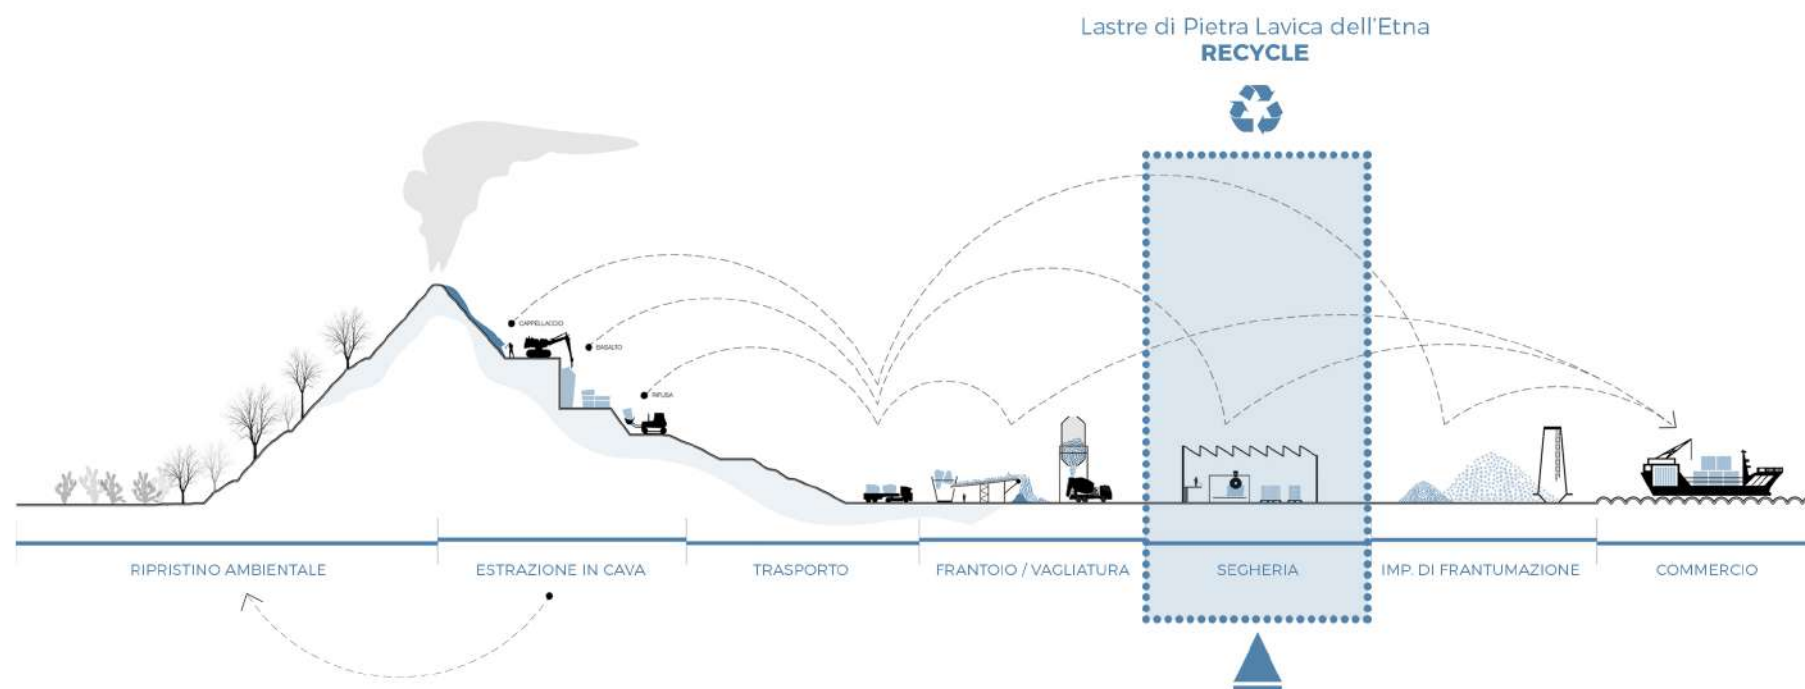 Lastre di Pietra Lavica dell'Etna
RECYCLE
CAPPELLACCIO
BASALTO
RIFUSA
RIPRISTINO AMBIENTALE
ESTRAZIONE IN CAVA
TRASPORTO
FRANTOIO / VAGLIATURA
SEGHERIA
IMP. DI FRANTUMAZIONE
COMMERCIO